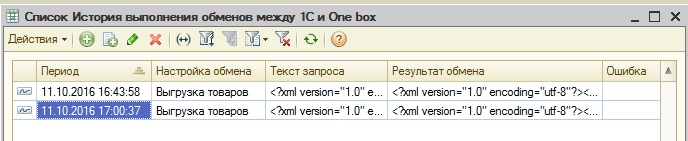 Список История выполнения обменов между 1С и One box
Действия
Период Настройка обмена Текст запроса Результат обмена Ошибка
11.10.2016 16:43:58 Выгрузка товаров <?xml version="1.0" e... <?xml version="1.0" encoding="utf-8"?><...
11.10.2016 17:00:37 Выгрузка товаров <?xml version="1.0" e... <?xml version="1.0" encoding="utf-8"?><...